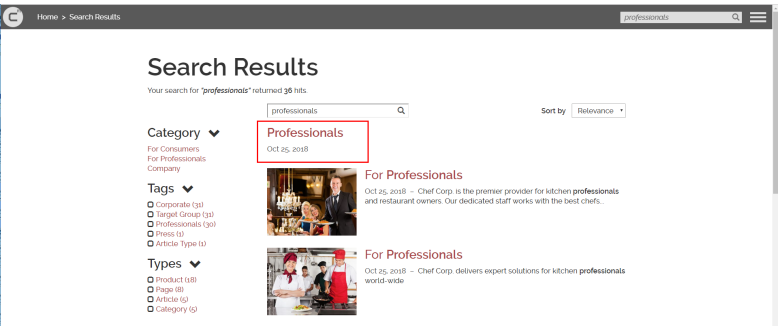 Home > Search Results
professionals
Search Results
Your search for "professionals" returned 36 hits.
professionals
Sort by Relevance
Category
For Consumers
For Professionals
Company
Tags
Corporate (31)
Target Group (31)
Professionals (30)
Press (1)
Article Type (1)
Types
Product (18)
Page (8)
Article (5)
Category (5)
Professionals
Oct 25, 2018
For Professionals
Oct 25, 2018 – Chef Corp. is the premier provider for kitchen professionals
and restaurant owners. Our dedicated staff works with the best chefs...
For Professionals
Oct 25, 2018 – Chef Corp. delivers expert solutions for kitchen professionals
world-wide